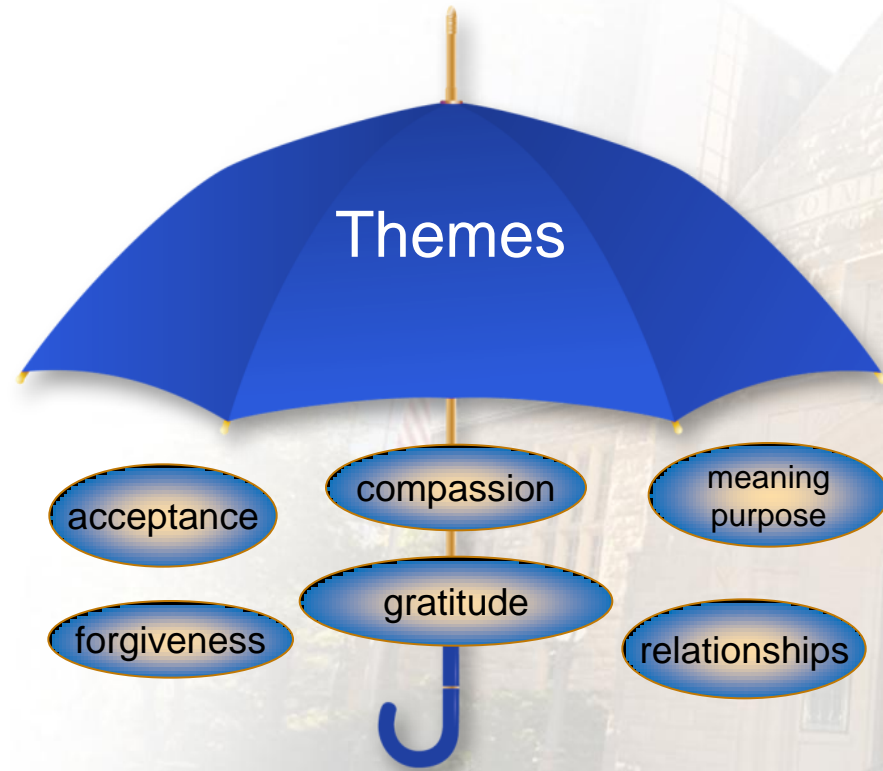 Themes
acceptance
compassion
meaning
purpose
forgiveness
gratitude
relationships